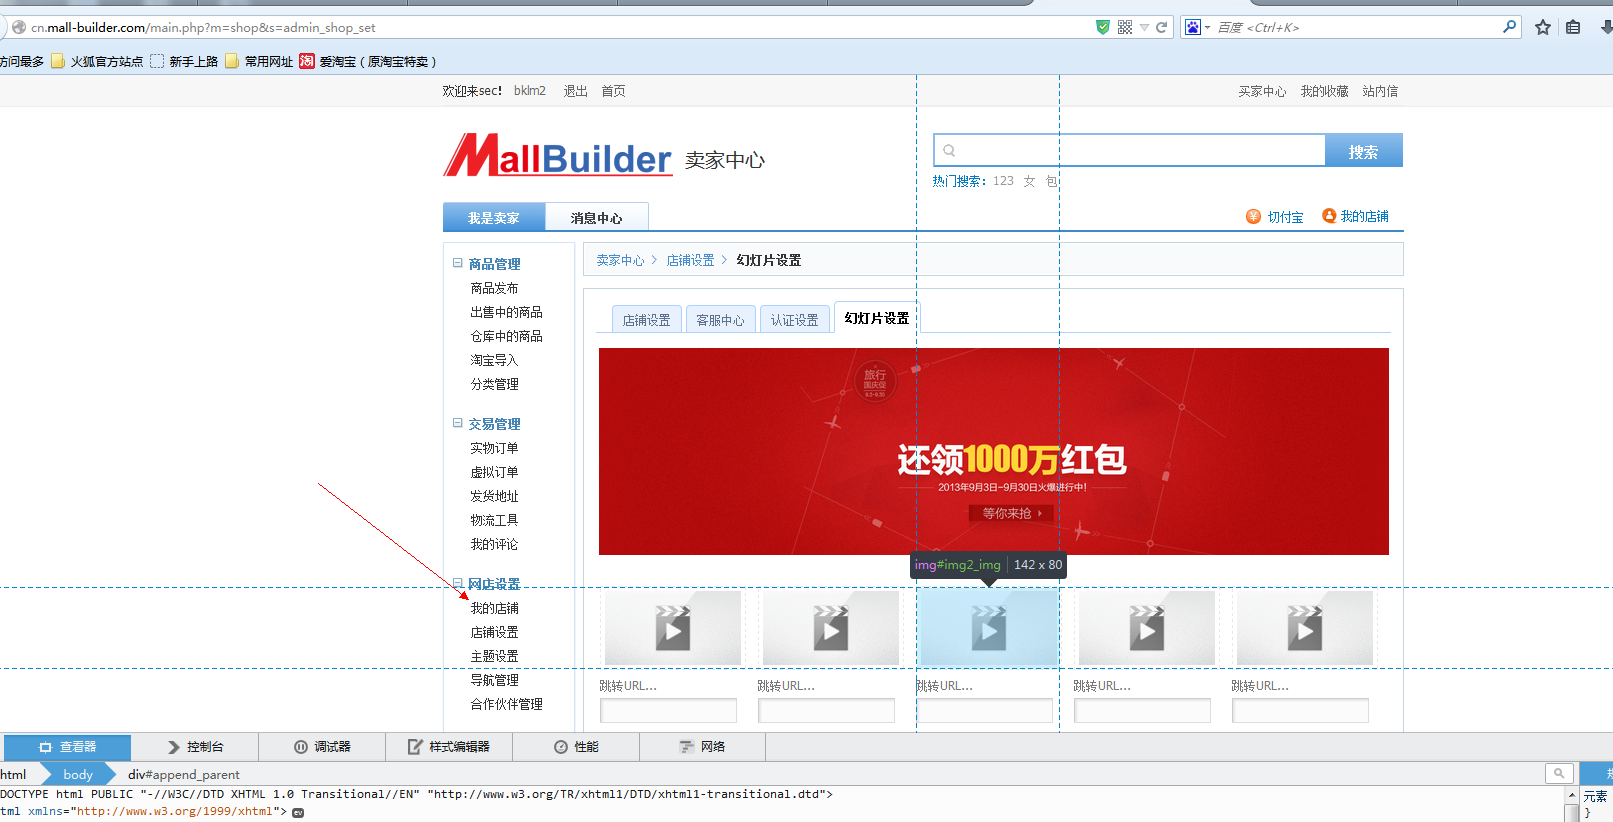 cn.mall-builder.com/main.php?m=shop&s=admin_shop_set
百度 <Ctrl+K>
访问最多 火狐官方站点 新手上路 常用网址 淘 爱淘宝（原淘宝特卖）
欢迎来sec! bklm2 退出 首页 买家中心 我的收藏 站内信
MallBuilder 卖家中心
搜索
热门搜索: 123 女 包
我是卖家 消息中心 切付宝 我的店铺
卖家中心 > 店铺设置 > 幻灯片设置
商品管理
商品发布
出售中的商品
仓库中的商品
淘宝导入
分类管理
交易管理
实物订单
虚拟订单
发货地址
物流工具
我的评论
网店设置
我的店铺
店铺设置
主题设置
导航管理
合作伙伴管理
店铺设置 客服中心 认证设置 幻灯片设置
旅行
国庆促
还领1000万红包
2013年9月3日-9月30日火爆进行中!
等你来抢
img#img2_img 142 x 80
跳转URL... 跳转URL... 跳转URL... 跳转URL... 跳转URL...
查看器 控制台 调试器 样式编辑器 性能 网络
html body div#append_parent
DOCTYPE html PUBLIC "-//W3C//DTD XHTML 1.0 Transitional//EN" "http://www.w3.org/TR/xhtml1/DTD/xhtml1-transitional.dtd">
tml xmlns="http://www.w3.org/1999/xhtml"> ev
元素
}